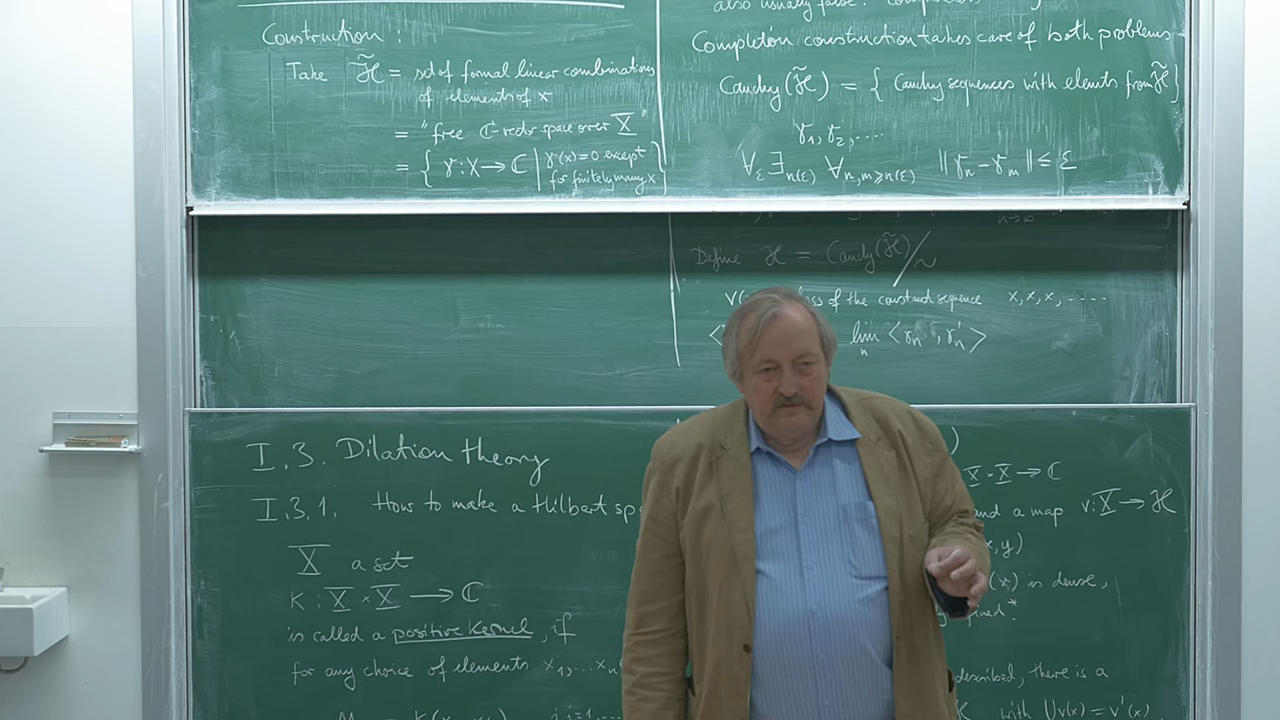 Construction :
Take H̃ = set of formal linear combinations
of elements of x
= "free ℂ-vector space over X"
= { γ: X → ℂ | γ(x)=0 except
for finitely many x }
also usually false.
Completion construction takes care of both problems
Cauchy(H̃) = { Cauchy sequences with elements from H̃ }
γ₁, γ₂, ....
∀ε ∃n(ε) ∀n,m≥n(ε) ‖γn − γm‖ ≤ ε
n→∞
Define H = Cauchy(H̃)/~
v( of the constant sequence x, x, x, .....
< lim n <γn, γn'>
I.3. Dilation theory
I.3.1. How to make a Hilbert sp
X a set
K : X × X → ℂ
is called a positive kernel, if
for any choice of elements x₁,...xn
)
X × X → ℂ
and a map v: X → H
x,y)
(x) is dense,
described, there is a
with Uv(x) = v'(x)